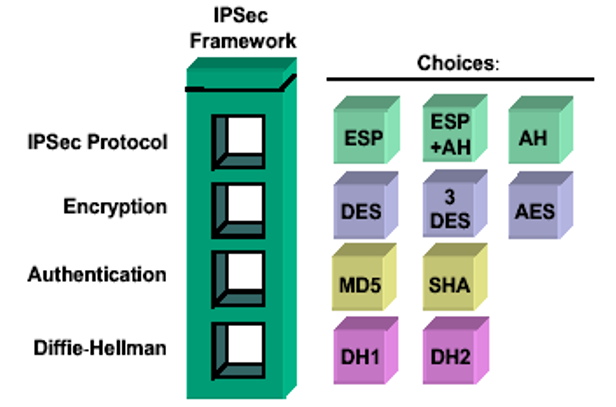 IPSec
Framework
Choices:
IPSec Protocol
ESP
ESP
+AH
AH
Encryption
DES
3
DES
AES
Authentication
MD5
SHA
Diffie-Hellman
DH1
DH2